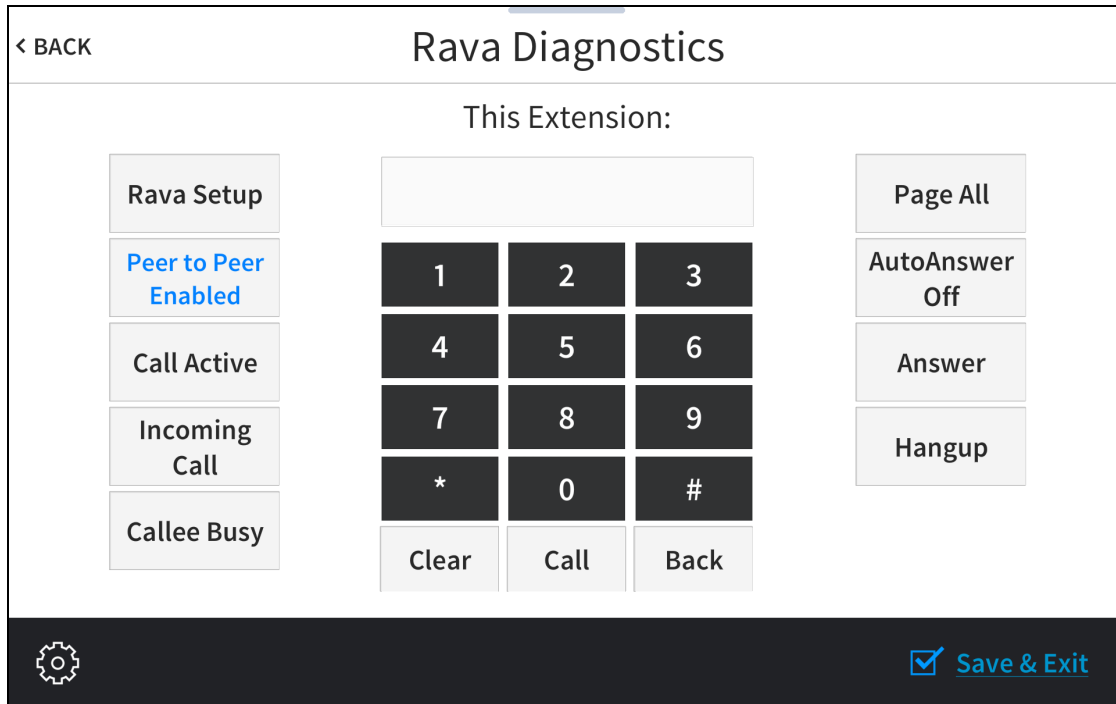 < BACK
Rava Diagnostics
This Extension:
Rava Setup
Peer to Peer
Enabled
Call Active
Incoming
Call
Callee Busy
1 2 3
4 5 6
7 8 9
* 0 #
Clear Call Back
Page All
AutoAnswer
Off
Answer
Hangup
Save & Exit